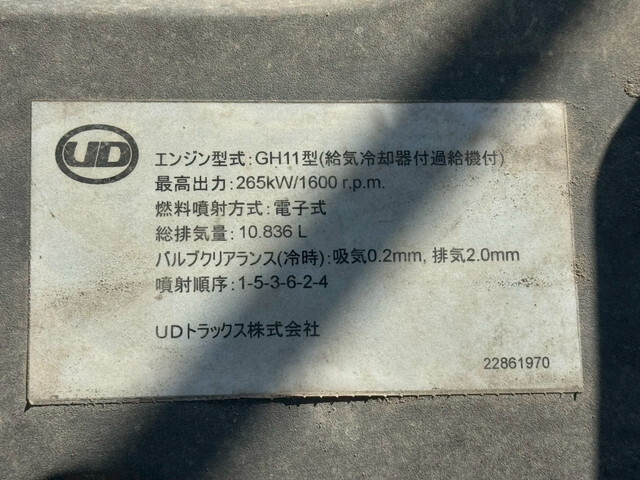 UD
エンジン型式:GH11型(給気冷却器付過給機付)
最高出力:265kW/1600 r.p.m.
燃料噴射方式:電子式
総排気量:10.836 L
バルブクリアランス(冷時):吸気0.2mm, 排気2.0mm
噴射順序:1-5-3-6-2-4
UDトラックス株式会社
22861970